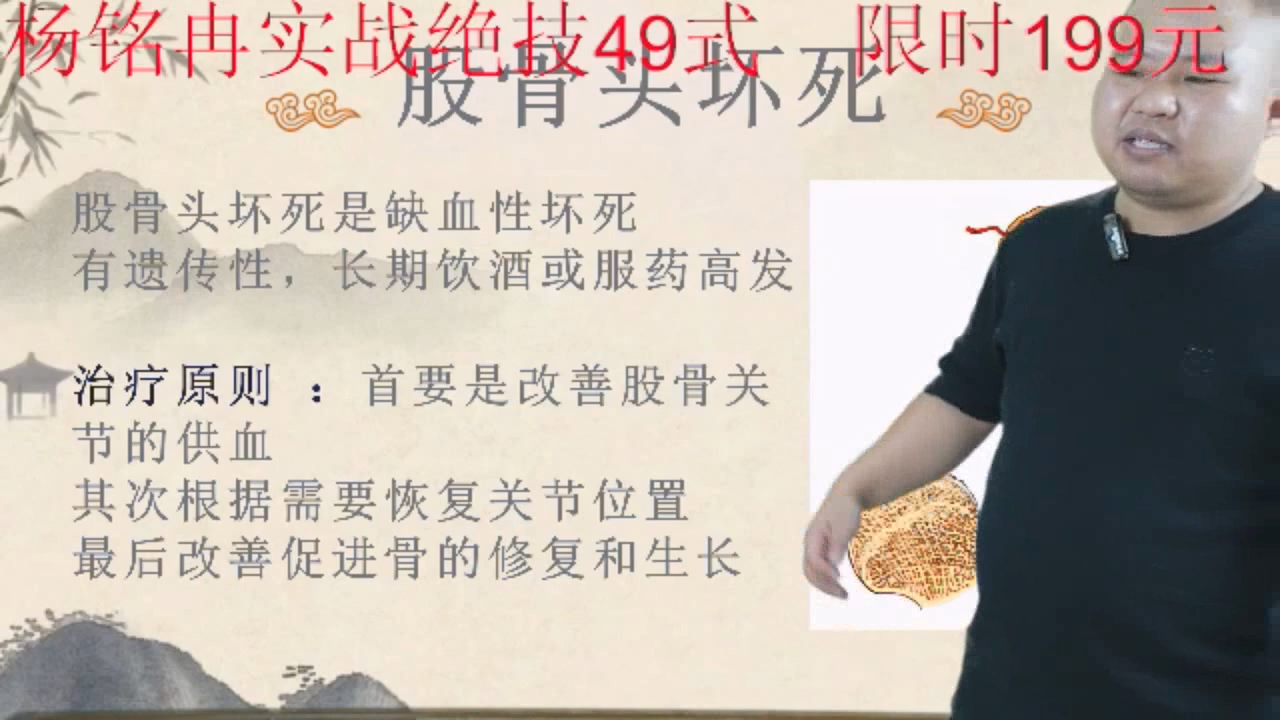 杨铭冉实战绝技49式 限时199元
股骨头坏死
股骨头坏死是缺血性坏死
有遗传性，长期饮酒或服药高发
治疗原则 ：首要是改善股骨关
节的供血
其次根据需要恢复关节位置
最后改善促进骨的修复和生长